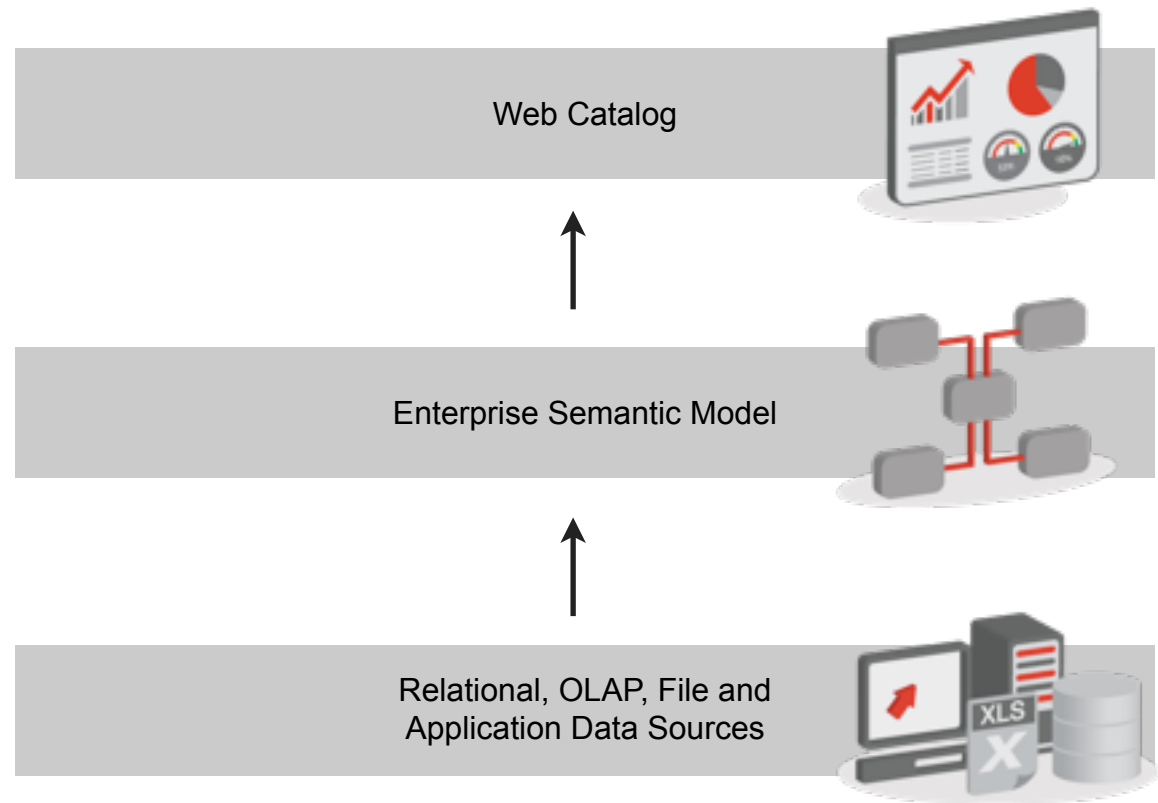 Web Catalog
Enterprise Semantic Model
Relational, OLAP, File and
Application Data Sources
XLS
X